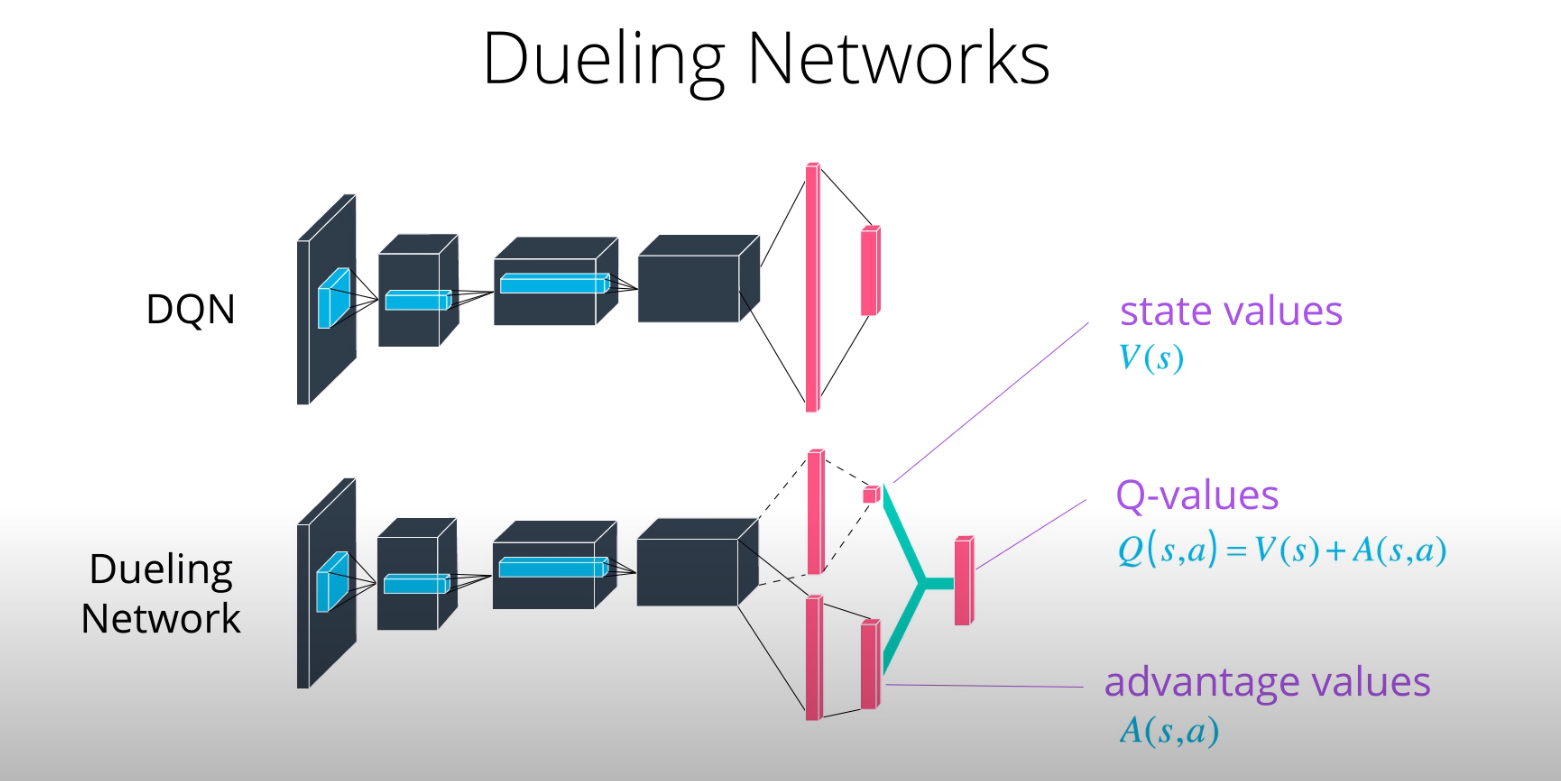 Dueling Networks
DQN
state values
V(s)
Q-values
Q(s,a) = V(s) + A(s,a)
Dueling
Network
advantage values
A(s,a)